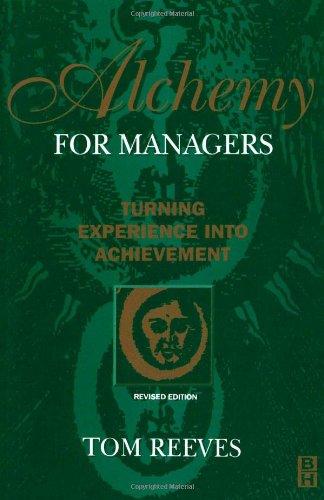 Alchemy
FOR MANAGERS
TURNING
EXPERIENCE INTO
ACHIEVEMENT
REVISED EDITION
TOM REEVES
B
H